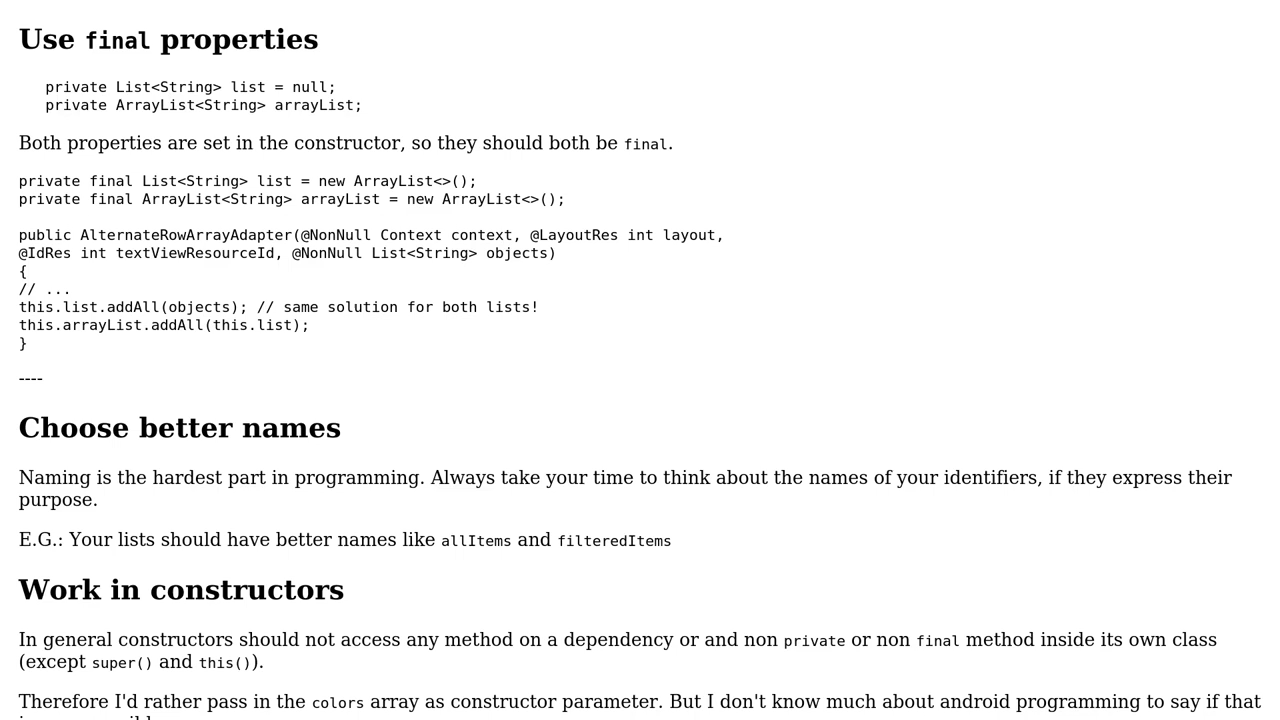 Use final properties
private List<String> list = null;
private ArrayList<String> arrayList;
Both properties are set in the constructor, so they should both be final.
private final List<String> list = new ArrayList<>();
private final ArrayList<String> arrayList = new ArrayList<>();
public AlternateRowArrayAdapter(@NonNull Context context, @LayoutRes int layout,
@IdRes int textViewResourceId, @NonNull List<String> objects)
{
// ...
this.list.addAll(objects); // same solution for both lists!
this.arrayList.addAll(this.list);
}
----
Choose better names
Naming is the hardest part in programming. Always take your time to think about the names of your identifiers, if they express their
purpose.
E.G.: Your lists should have better names like allItems and filteredItems
Work in constructors
In general constructors should not access any method on a dependency or and non private or non final method inside its own class
(except super() and this()).
Therefore I'd rather pass in the colors array as constructor parameter. But I don't know much about android programming to say if that